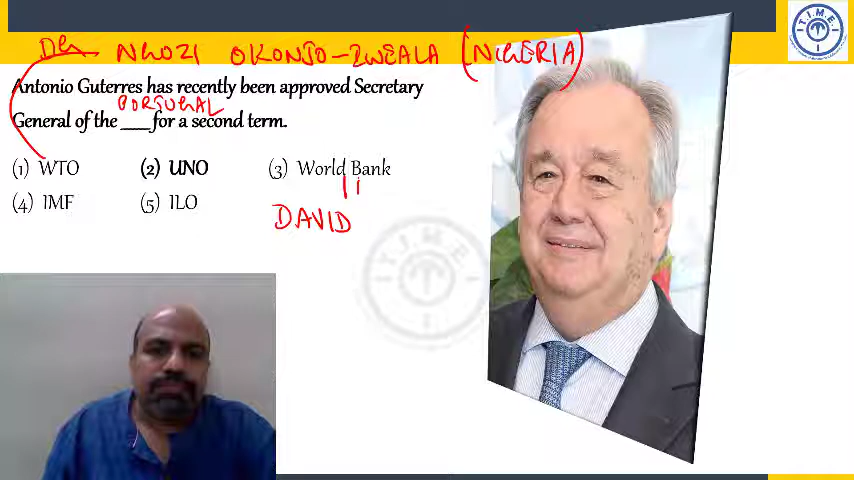 DG NGOZI OKONJO-IWEALA (NIGERIA)
Antonio Guterres has recently been approved Secretary
PORTUGAL
General of the ____ for a second term.
(1) WTO (2) UNO (3) World Bank
(4) IMF (5) ILO
DAVID
T.I.M.E.
T.I.M.E.